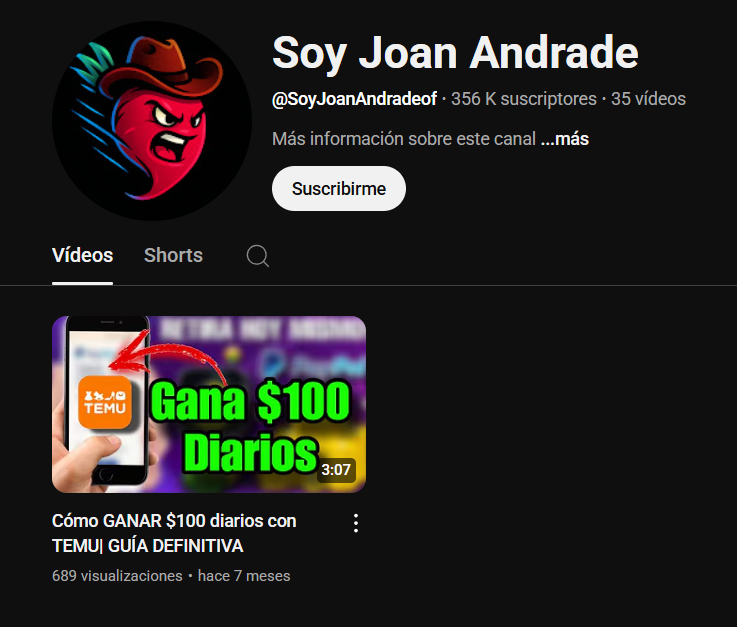 Soy Joan Andrade
@SoyJoanAndradeof · 356 K suscriptores · 35 vídeos
Más información sobre este canal ...más
Suscribirme
Vídeos Shorts
RETIRA HOY MISMO
PayPal
TEMU
Gana $100
Diarios
3:07
Cómo GANAR $100 diarios con
TEMU| GUÍA DEFINITIVA
689 visualizaciones • hace 7 meses